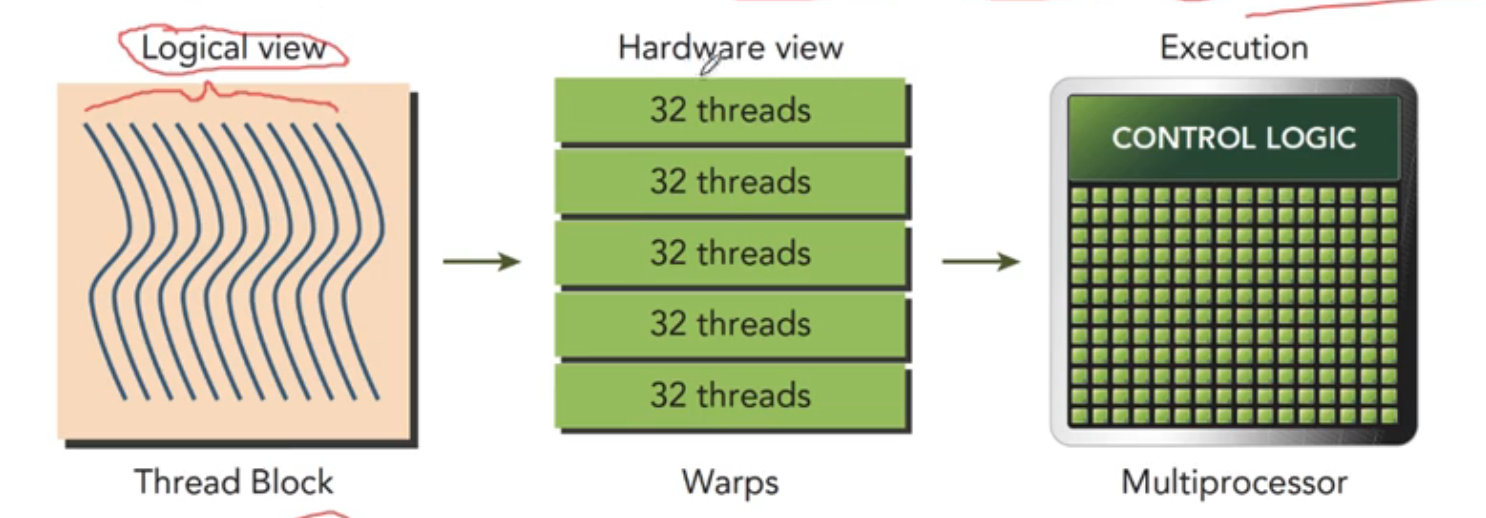 Logical view
Hardware view
Execution
32 threads
32 threads
32 threads
32 threads
32 threads
CONTROL LOGIC
Thread Block
Warps
Multiprocessor